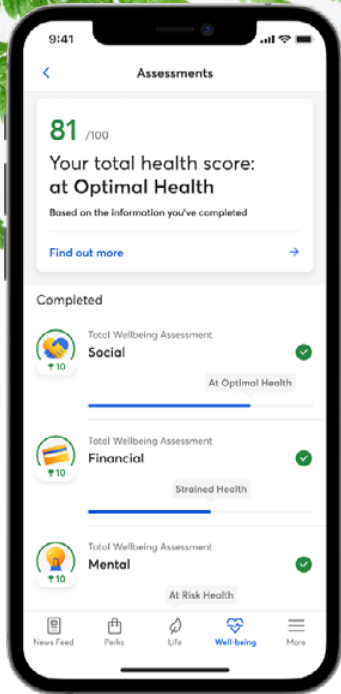 9:41
Assessments
81 /100
Your total health score:
at Optimal Health
Based on the information you've completed
Find out more
Completed
Total Wellbeing Assessment
Social
10
At Optimal Health
Total Wellbeing Assessment
Financial
10
Strained Health
Total Wellbeing Assessment
Mental
10
At Risk Health
News Feed Perks Life Well-being More